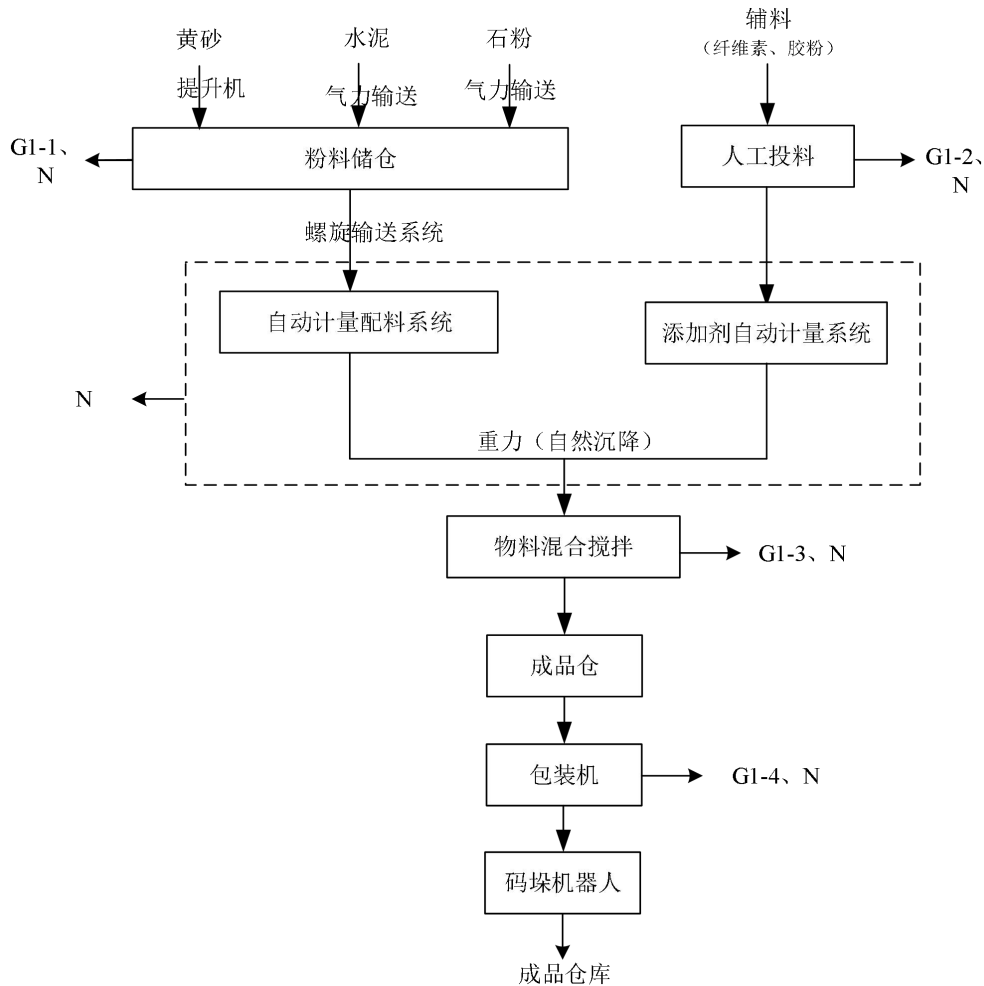 黄砂
水泥
石粉
辅料
（纤维素、胶粉）
提升机
气力输送
气力输送
G1-1、
N
粉料储仓
人工投料
G1-2、
N
螺旋输送系统
自动计量配料系统
添加剂自动计量系统
N
重力（自然沉降）
物料混合搅拌
G1-3、N
成品仓
包装机
G1-4、N
码垛机器人
成品仓库